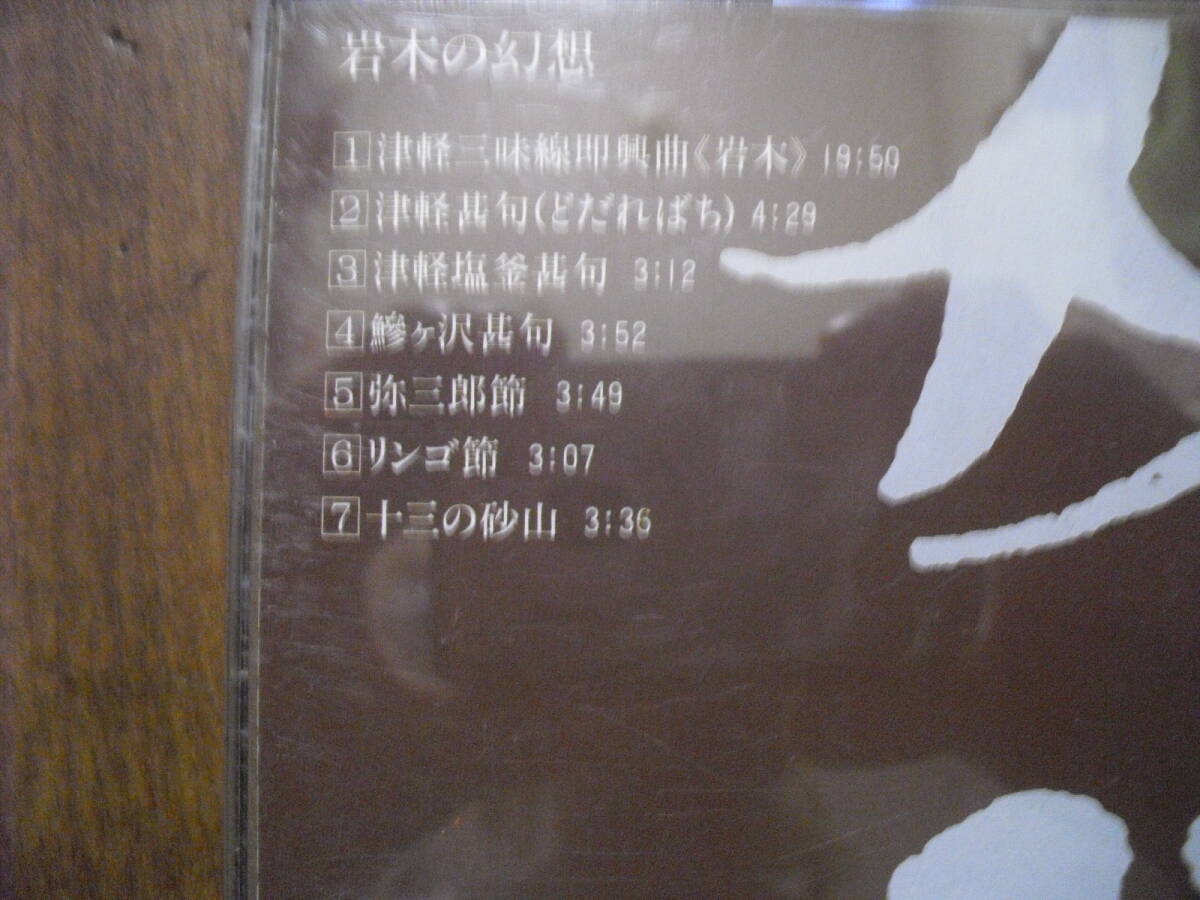 岩木の幻想
1 津軽三味線即興曲《岩木》 19:50
2 津軽甚句(どだればち) 4:29
3 津軽塩釜甚句 3:12
4 鰺ヶ沢甚句 3:52
5 弥三郎節 3:49
6 リンゴ節 3:07
7 十三の砂山 3:36